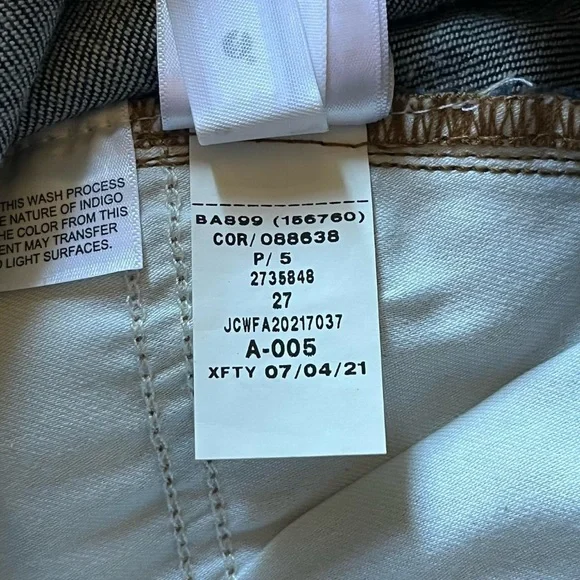 THIS WASH PROCESS
E NATURE OF INDIGO
THE COLOR FROM THIS
ENT MAY TRANSFER
O LIGHT SURFACES.
BA899 (156760)
COR/088638
P/ 5
2735848
27
JCWFA20217037
A-005
XFTY 07/04/21